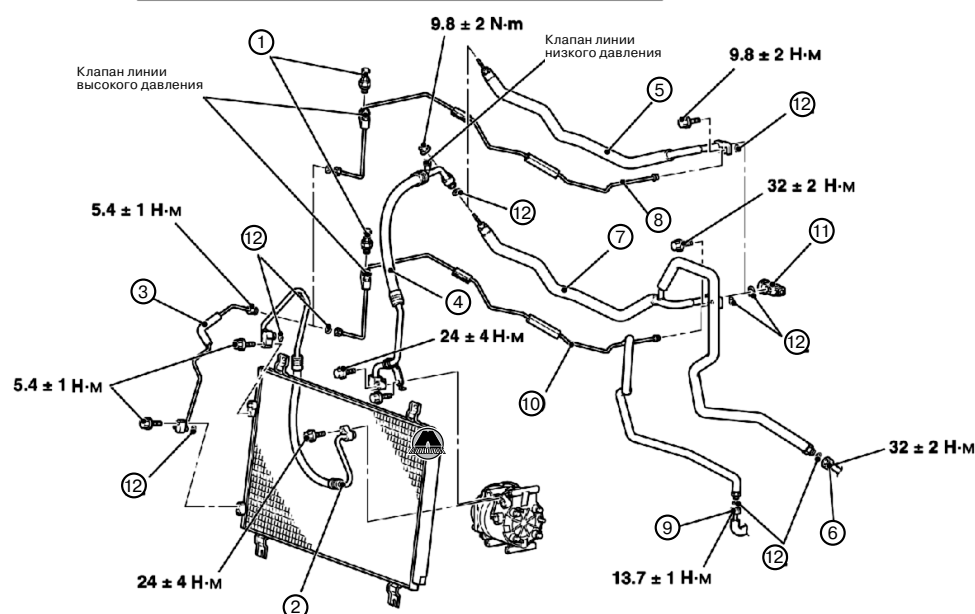 9.8 ± 2 N·m
Клапан линии
низкого давления
1
Клапан линии
высокого давления
5
9.8 ± 2 Н·м
12
8
32 ± 2 Н·м
12
5.4 ± 1 Н·м
12
7
11
3
4
12
24 ± 4 Н·м
5.4 ± 1 Н·м
10
32 ± 2 Н·м
12
9
6
12
13.7 ± 1 Н·м
24 ± 4 Н·м
2